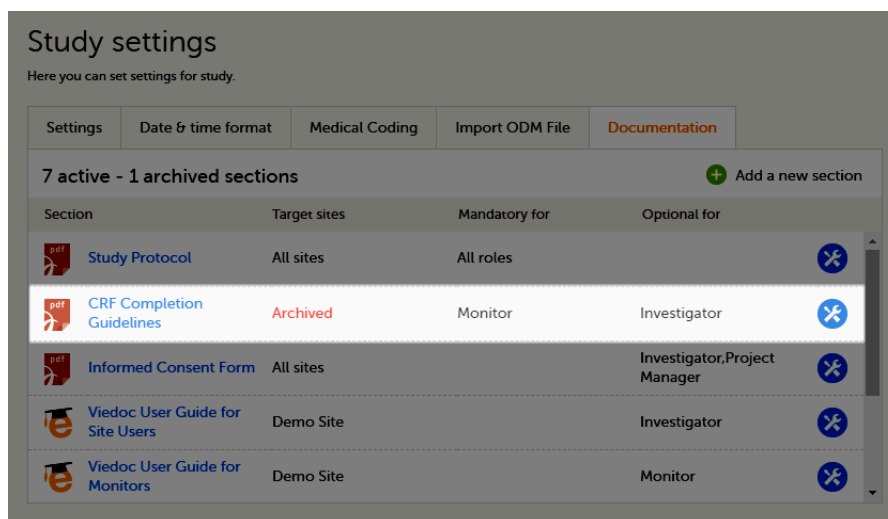 Study settings
Here you can set settings for study.
Settings Date & time format Medical Coding Import ODM File Documentation
7 active - 1 archived sections Add a new section
Section Target sites Mandatory for Optional for
pdf Study Protocol All sites All roles
pdf CRF Completion
Guidelines Archived Monitor Investigator
pdf Informed Consent Form All sites Investigator,Project
Manager
Viedoc User Guide for
Site Users Demo Site Investigator
Viedoc User Guide for
Monitors Demo Site Monitor